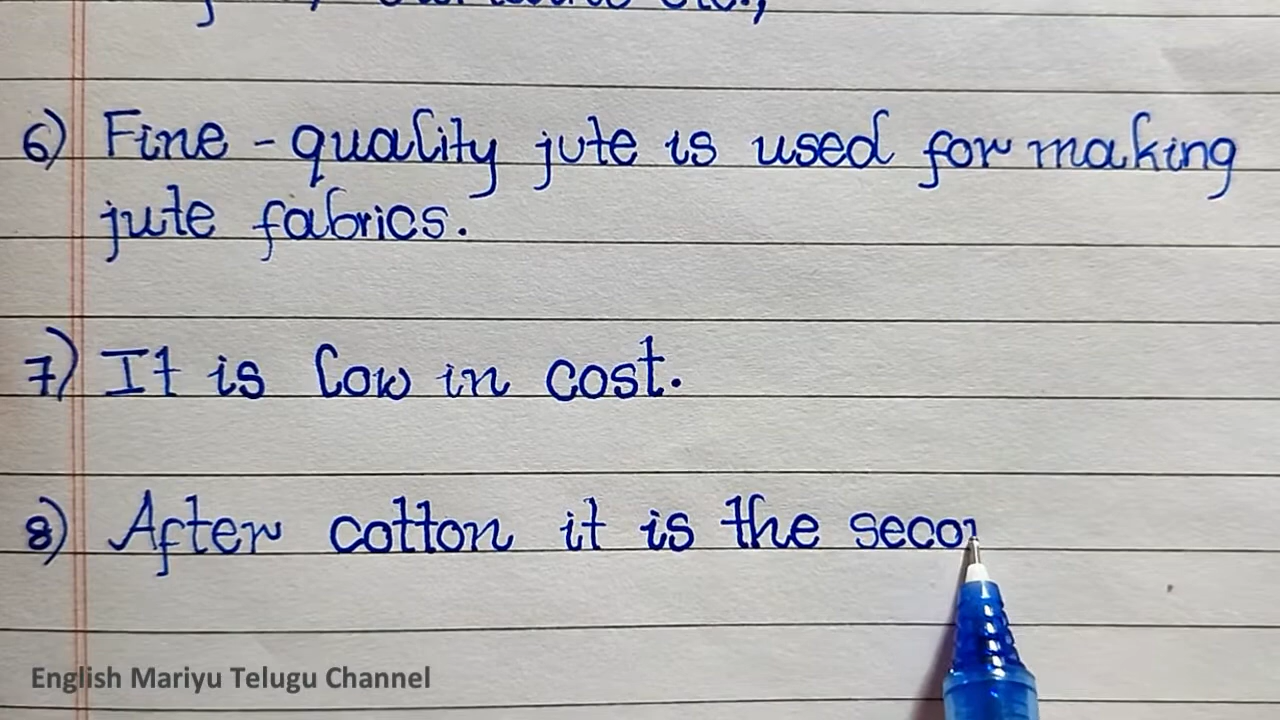 6) Fine-quality jute is used for making
jute fabrics.
7) It is low in cost.
8) After cotton it is the seco
English Mariyu Telugu Channel